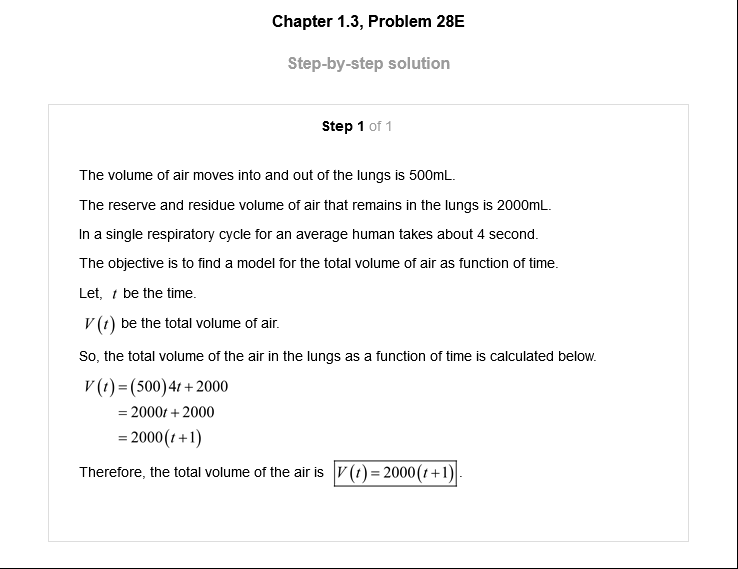 Chapter 1.3, Problem 28E
Step-by-step solution
Step 1 of 1
The volume of air moves into and out of the lungs is 500mL.
The reserve and residue volume of air that remains in the lungs is 2000mL.
In a single respiratory cycle for an average human takes about 4 second.
The objective is to find a model for the total volume of air as function of time.
Let, t be the time.
V(t) be the total volume of air.
So, the total volume of the air in the lungs as a function of time is calculated below.
V(t)=(500)4t+2000
=2000t+2000
=2000(t+1)
Therefore, the total volume of the air is V(t)=2000(t+1).